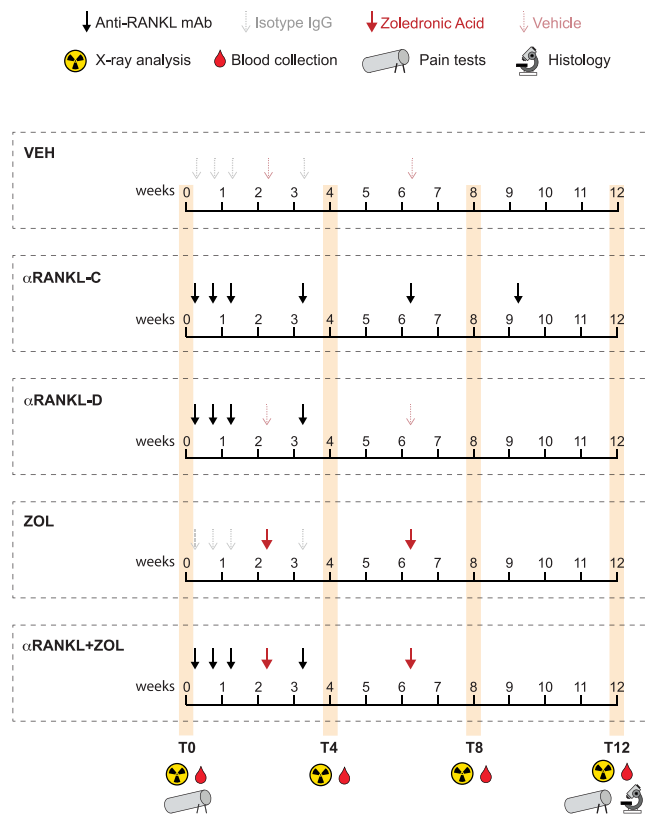 Anti-RANKL mAb Isotype IgG Zoledronic Acid Vehicle
X-ray analysis Blood collection Pain tests Histology
VEH
weeks 0 1 2 3 4 5 6 7 8 9 10 11 12
αRANKL-C
weeks 0 1 2 3 4 5 6 7 8 9 10 11 12
αRANKL-D
weeks 0 1 2 3 4 5 6 7 8 9 10 11 12
ZOL
weeks 0 1 2 3 4 5 6 7 8 9 10 11 12
αRANKL+ZOL
weeks 0 1 2 3 4 5 6 7 8 9 10 11 12
T0 T4 T8 T12